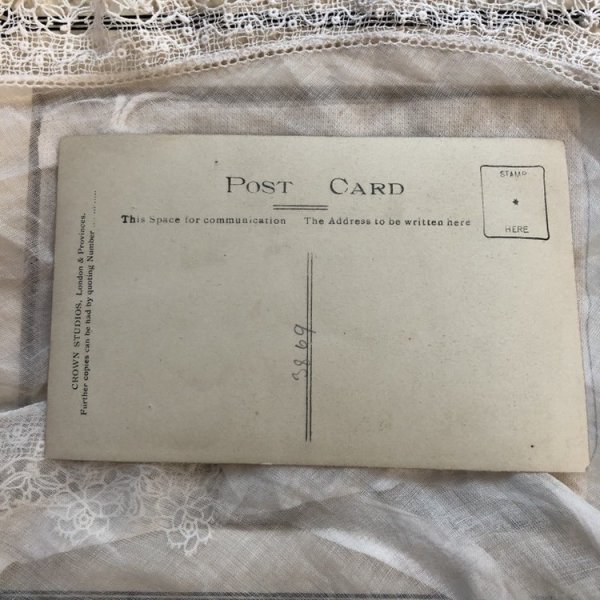 POST CARD
STAMP
*
HERE
This Space for communication The Address to be written here
CROWN STUDIOS, London & Provinces.
Further copies can be had by quoting Number ............
3869